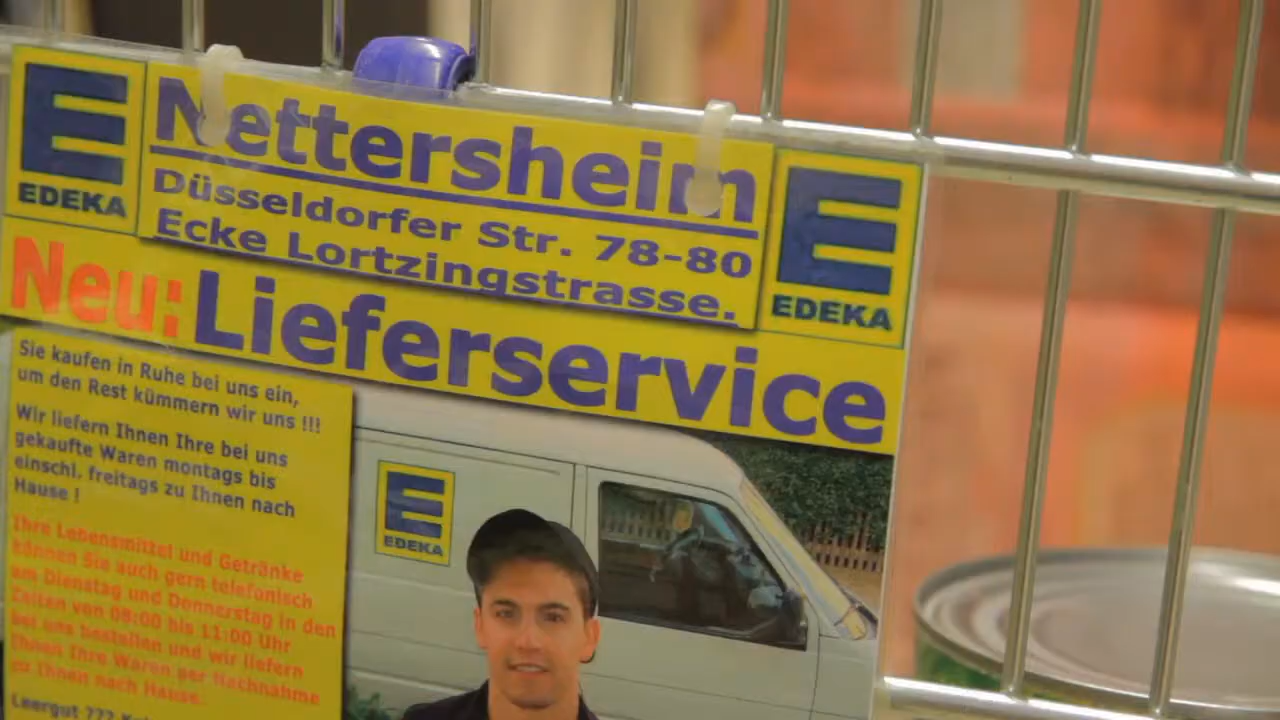 E
EDEKA
Nettersheim
Düsseldorfer Str. 78-80
Ecke Lortzingstrasse.
E
EDEKA
Neu: Lieferservice
Sie kaufen in Ruhe bei uns ein,
um den Rest kümmern wir uns !!!
Wir liefern Ihnen Ihre bei uns
gekaufte Waren montags bis
einschl. freitags zu Ihnen nach
Hause !
Ihre Lebensmittel und Getränke
können Sie auch gern telefonisch
am Dienstag und Donnerstag in den
Zeiten von 08:00 bis 11:00 Uhr
bei uns bestellen und wir liefern
Ihnen Ihre Waren per Nachnahme
zu Ihnen nach Hause.
Leergut ???
E
EDEKA